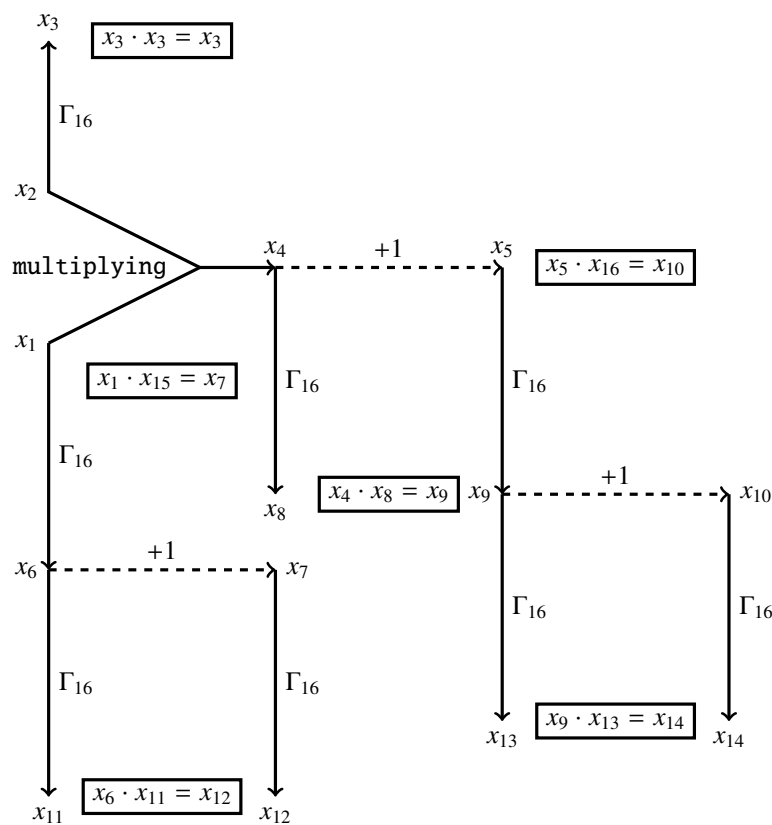 x₃
x₃ · x₃ = x₃
Γ₁₆
x₂
multiplying
x₄
+1
x₅
x₅ · x₁₆ = x₁₀
x₁
x₁ · x₁₅ = x₇
Γ₁₆
Γ₁₆
Γ₁₆
x₈
x₄ · x₈ = x₉
x₉
+1
x₁₀
x₆
+1
x₇
Γ₁₆
Γ₁₆
Γ₁₆
Γ₁₆
x₁₃
x₉ · x₁₃ = x₁₄
x₁₄
x₁₁
x₆ · x₁₁ = x₁₂
x₁₂